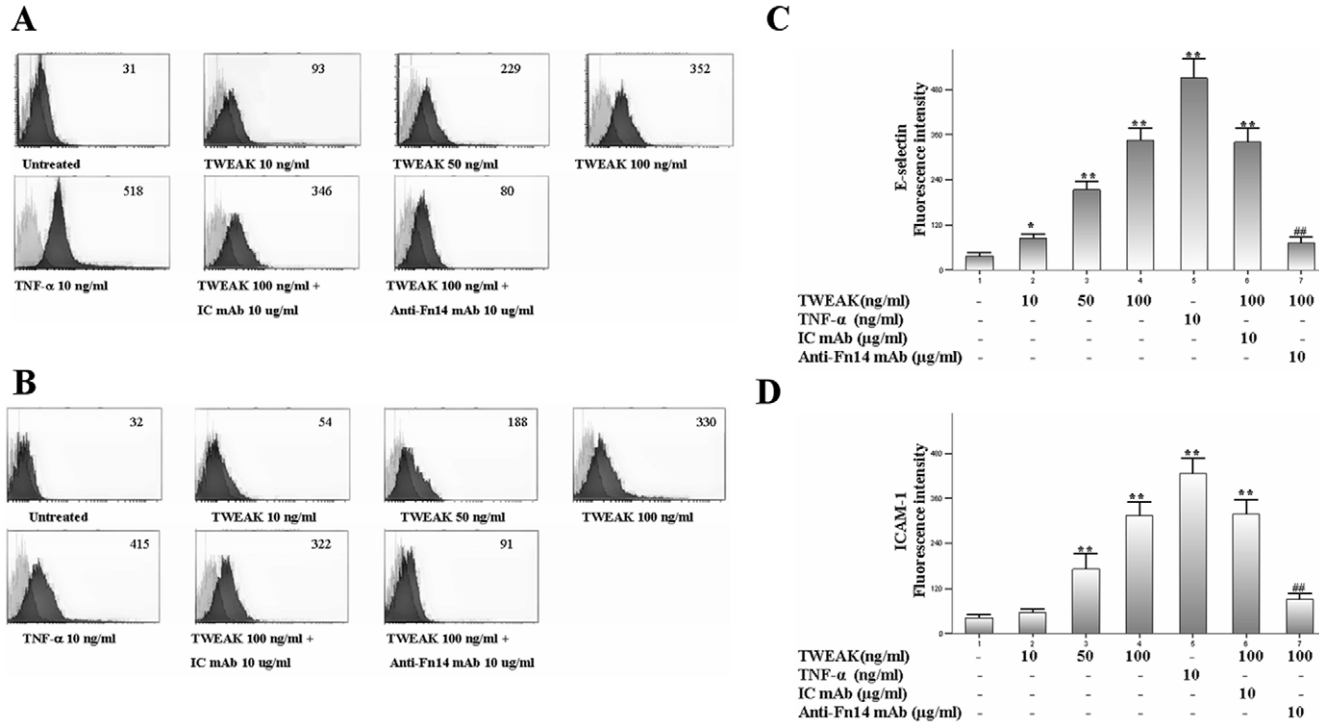 A
31
93
229
352
Untreated
TWEAK 10 ng/ml
TWEAK 50 ng/ml
TWEAK 100 ng/ml
518
346
80
TNF-α 10 ng/ml
TWEAK 100 ng/ml +
IC mAb 10 ug/ml
TWEAK 100 ng/ml +
Anti-Fn14 mAb 10 ug/ml
B
32
54
188
330
Untreated
TWEAK 10 ng/ml
TWEAK 50 ng/ml
TWEAK 100 ng/ml
415
322
91
TNF-α 10 ng/ml
TWEAK 100 ng/ml +
IC mAb 10 ug/ml
TWEAK 100 ng/ml +
Anti-Fn14 mAb 10 ug/ml
C
E-selectin
Fluorescence intensity
480
360
240
120
0
* ** ** ** ** ##
1 2 3 4 5 6 7
TWEAK(ng/ml) - 10 50 100 - 100 100
TNF-α (ng/ml) - - - - 10 - -
IC mAb (μg/ml) - - - - - 10 -
Anti-Fn14 mAb (μg/ml) - - - - - - 10
D
ICAM-1
Fluorescence intensity
480
360
240
120
0
** ** ** ** ##
1 2 3 4 5 6 7
TWEAK(ng/ml) - 10 50 100 - 100 100
TNF-α (ng/ml) - - - - 10 - -
IC mAb (μg/ml) - - - - - 10 -
Anti-Fn14 mAb (μg/ml) - - - - - - 10